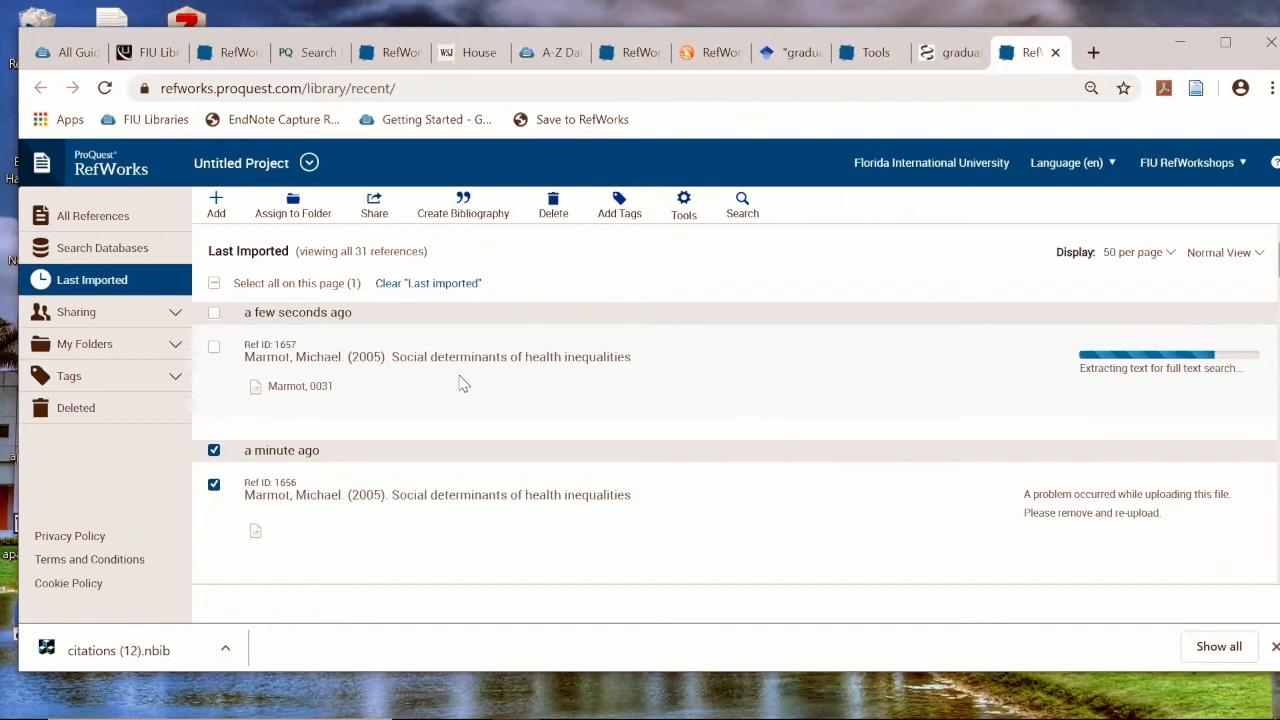 All Guid
FIU Libr
RefWor
PQ Search
RefWor
WSJ House
A-Z Dat
RefWor
RefWor
"gradua
Tools
gradua
Ref
refworks.proquest.com/library/recent/
Apps
FIU Libraries
EndNote Capture R...
Getting Started - G...
Save to RefWorks
ProQuest®
RefWorks
Untitled Project
Florida International University
Language (en)
FIU RefWorkshops
All References
Search Databases
Last Imported
Sharing
My Folders
Tags
Deleted
Privacy Policy
Terms and Conditions
Cookie Policy
Add
Assign to Folder
Share
Create Bibliography
Delete
Add Tags
Tools
Search
Last Imported (viewing all 31 references)
Display: 50 per page Normal View
Select all on this page (1) Clear "Last imported"
a few seconds ago
Ref ID: 1657
Marmot, Michael. (2005). Social determinants of health inequalities
Marmot, 0031
Extracting text for full text search...
a minute ago
Ref ID: 1656
Marmot, Michael. (2005). Social determinants of health inequalities
A problem occurred while uploading this file.
Please remove and re-upload.
citations (12).nbib
Show all